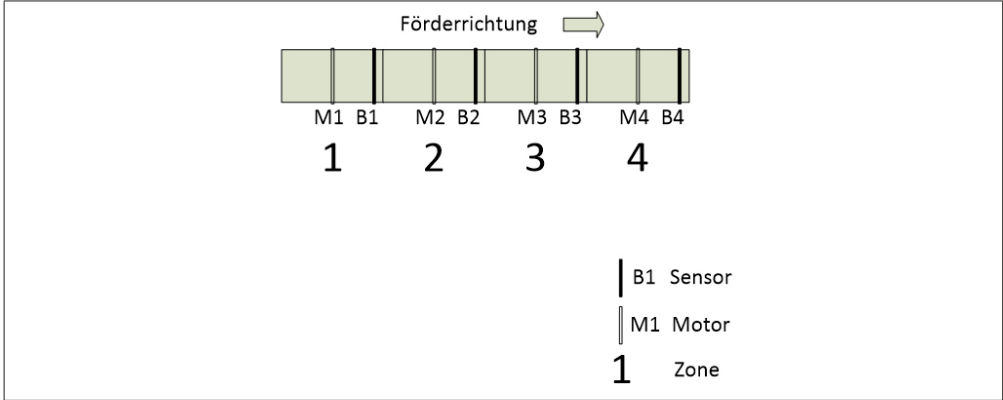 Förderrichtung
M1 B1 M2 B2 M3 B3 M4 B4
1 2 3 4
B1 Sensor
M1 Motor
1 Zone